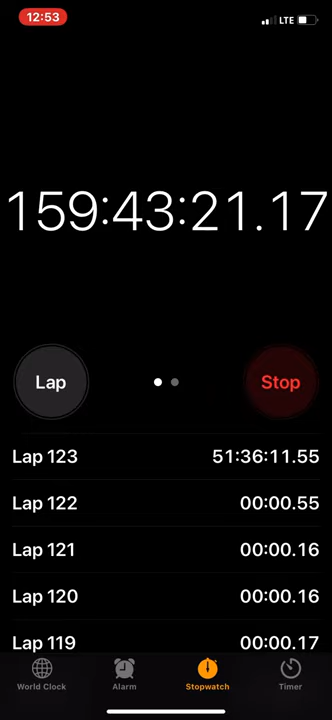 12:53 LTE
159:43:21.17
Lap Stop
Lap 123 51:36:11.55
Lap 122 00:00.55
Lap 121 00:00.16
Lap 120 00:00.16
Lap 119 00:00.17
World Clock Alarm Stopwatch Timer